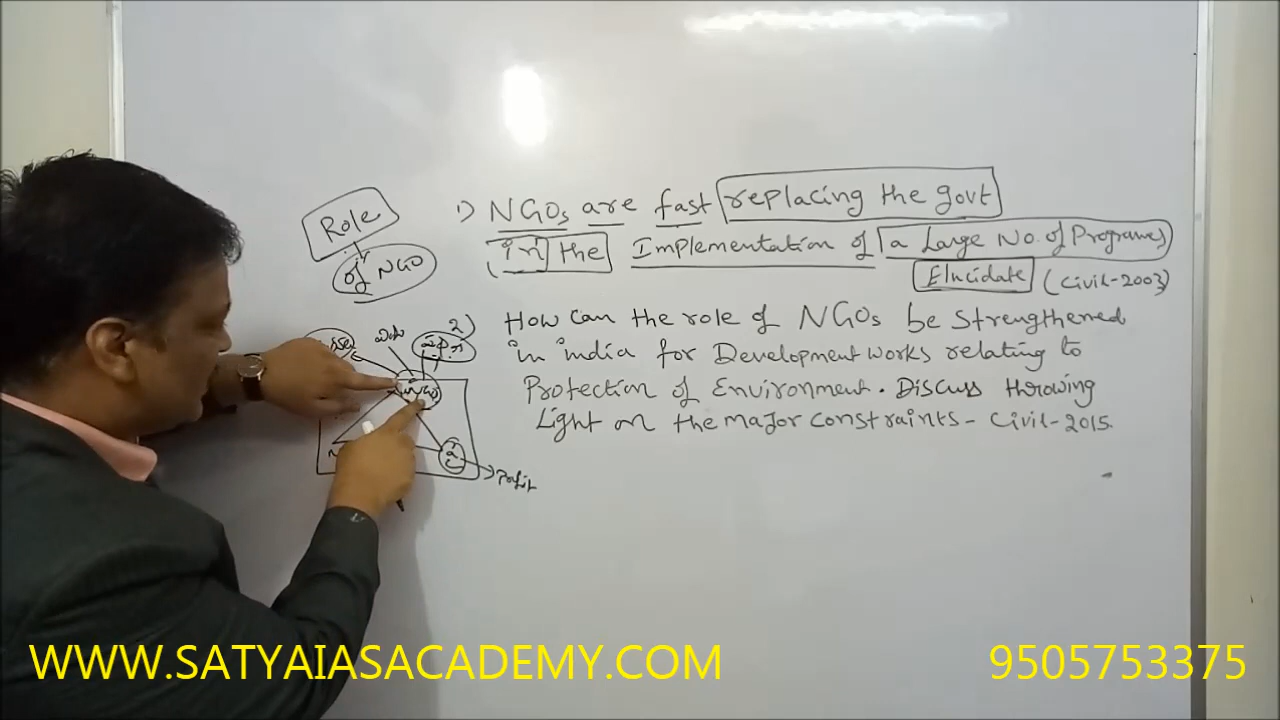 Role
of NGO
1) NGOs are fast replacing the govt
in the Implementation of a Large No. of Programes
Elucidate (Civil-2003)
2) How can the role of NGOs be strengthened
in india for Development works relating to
Protection of Environment. Discuss throwing
Light on the major constraints - Civil-2015.
WWW.SATYAIASACADEMY.COM
9505753375